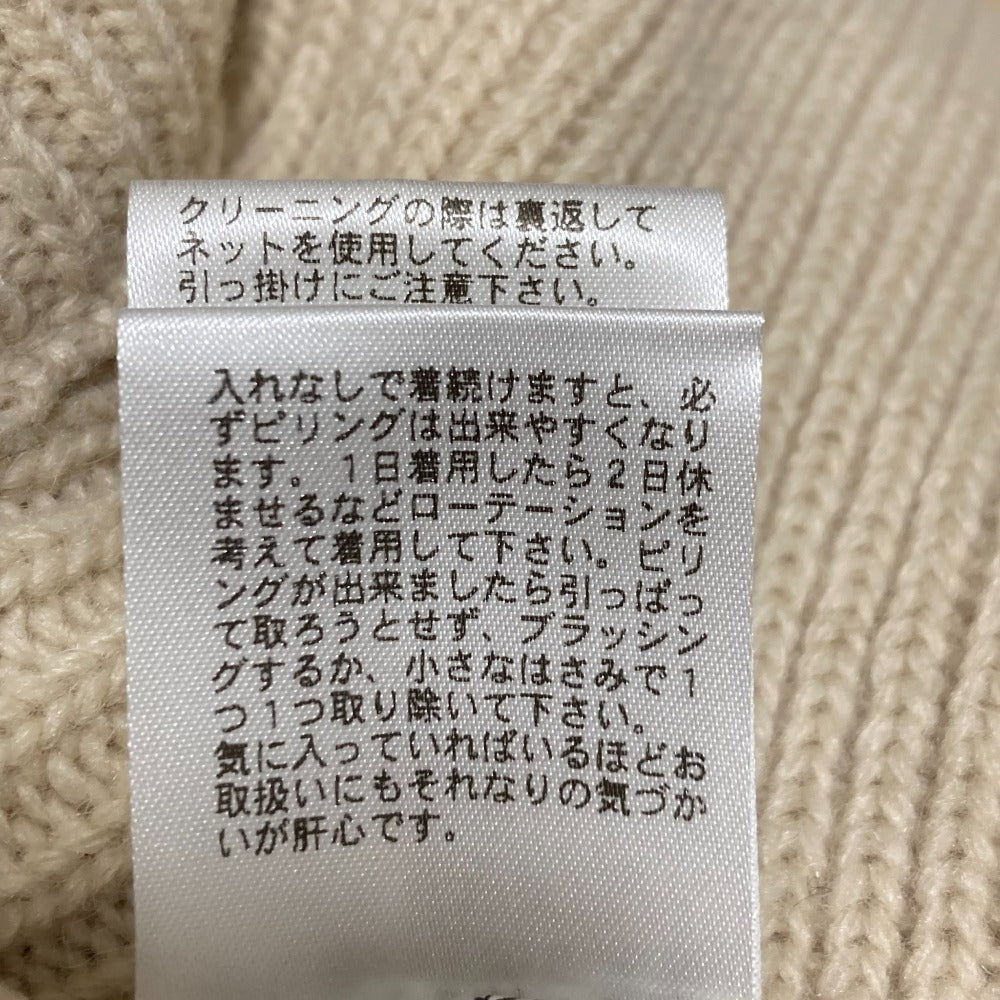 クリーニングの際は裏返して
ネットを使用してください。
引っ掛けにご注意下さい。
入れなしで着続けますと、必
ずピリングは出来やすくなり
ます。1日着用したら2日休
ませるなどローテーションを
考えて着用して下さい。ピリ
ングが出来ましたら引っぱっ
て取ろうとせず、ブラッシン
グするか、小さなはさみで1
つ1つ取り除いて下さい。
気に入っていればいるほどお
取扱いにもそれなりの気づか
いが肝心です。